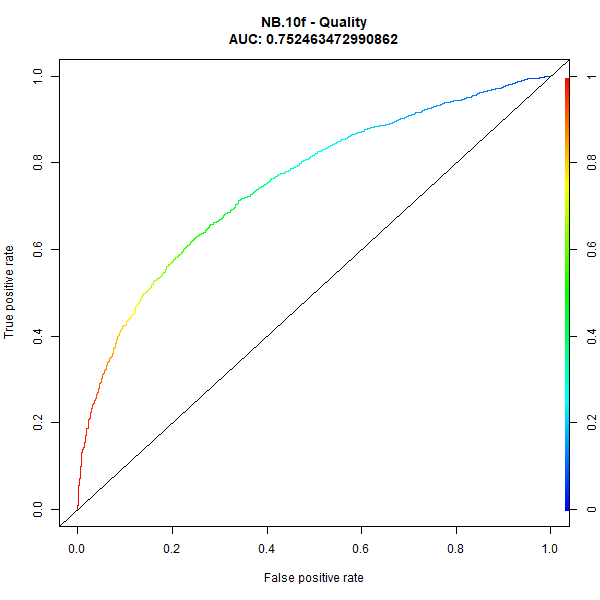 NB.10f - Quality
AUC: 0.752463472990862
True positive rate
1.0
0.8
0.6
0.4
0.2
0.0
1
0.8
0.6
0.4
0.2
0
0.0 0.2 0.4 0.6 0.8 1.0
False positive rate